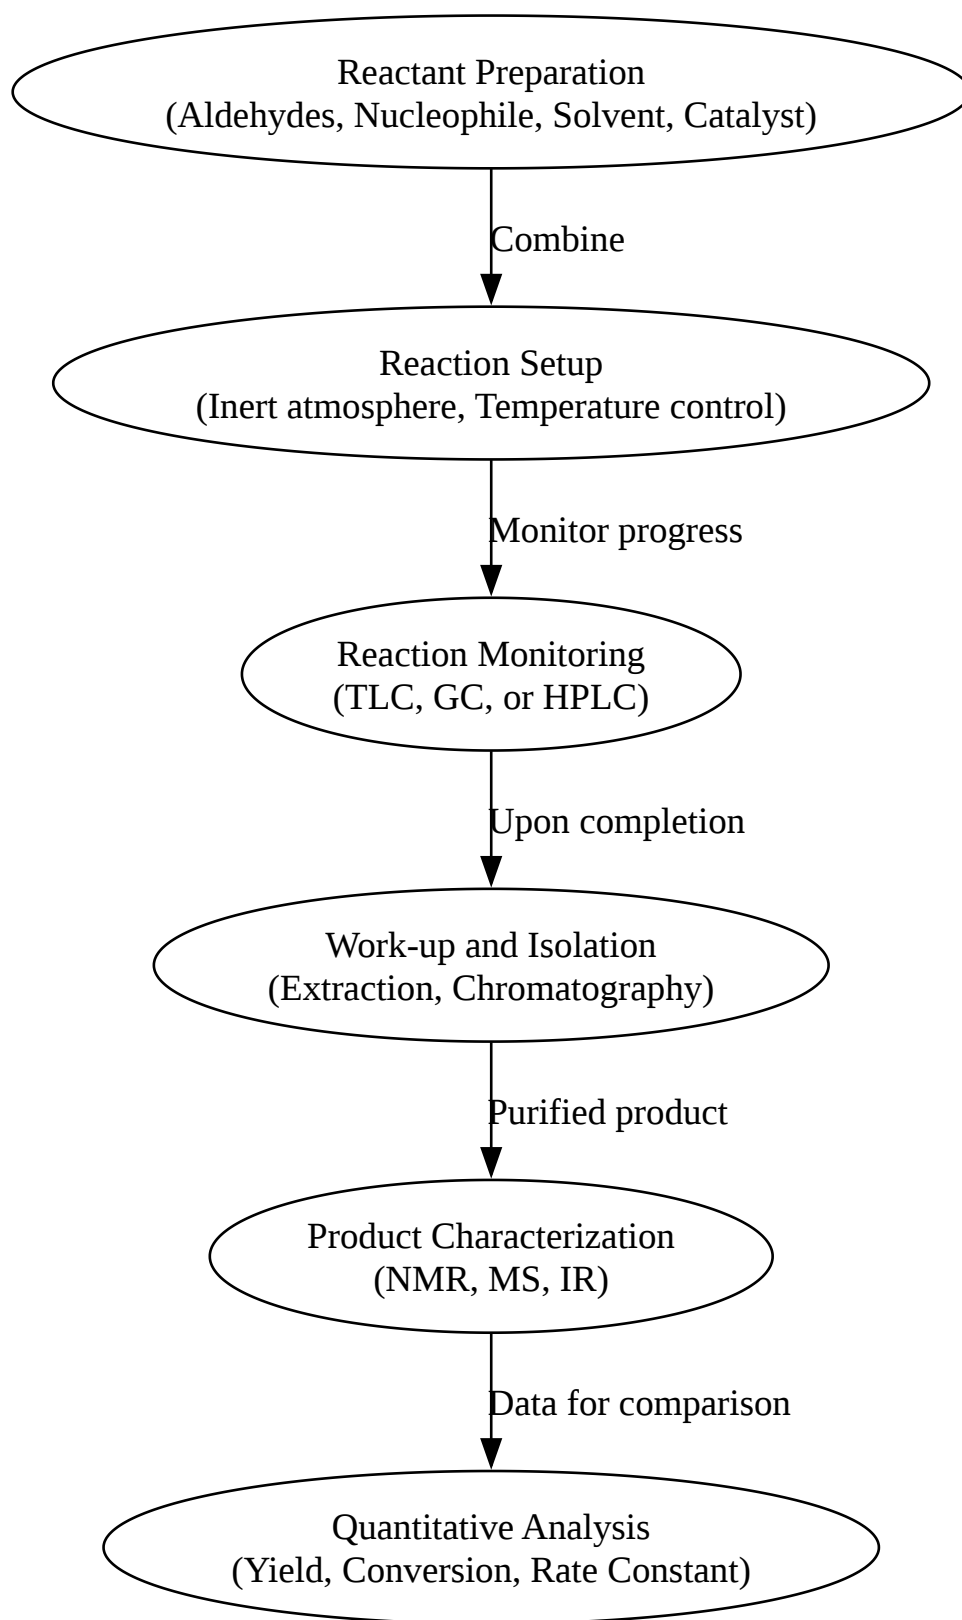 Reactant Preparation
(Aldehydes, Nucleophile, Solvent, Catalyst)
Combine
Reaction Setup
(Inert atmosphere, Temperature control)
Monitor progress
Reaction Monitoring
(TLC, GC, or HPLC)
Upon completion
Work-up and Isolation
(Extraction, Chromatography)
Purified product
Product Characterization
(NMR, MS, IR)
Data for comparison
Quantitative Analysis
(Yield, Conversion, Rate Constant)